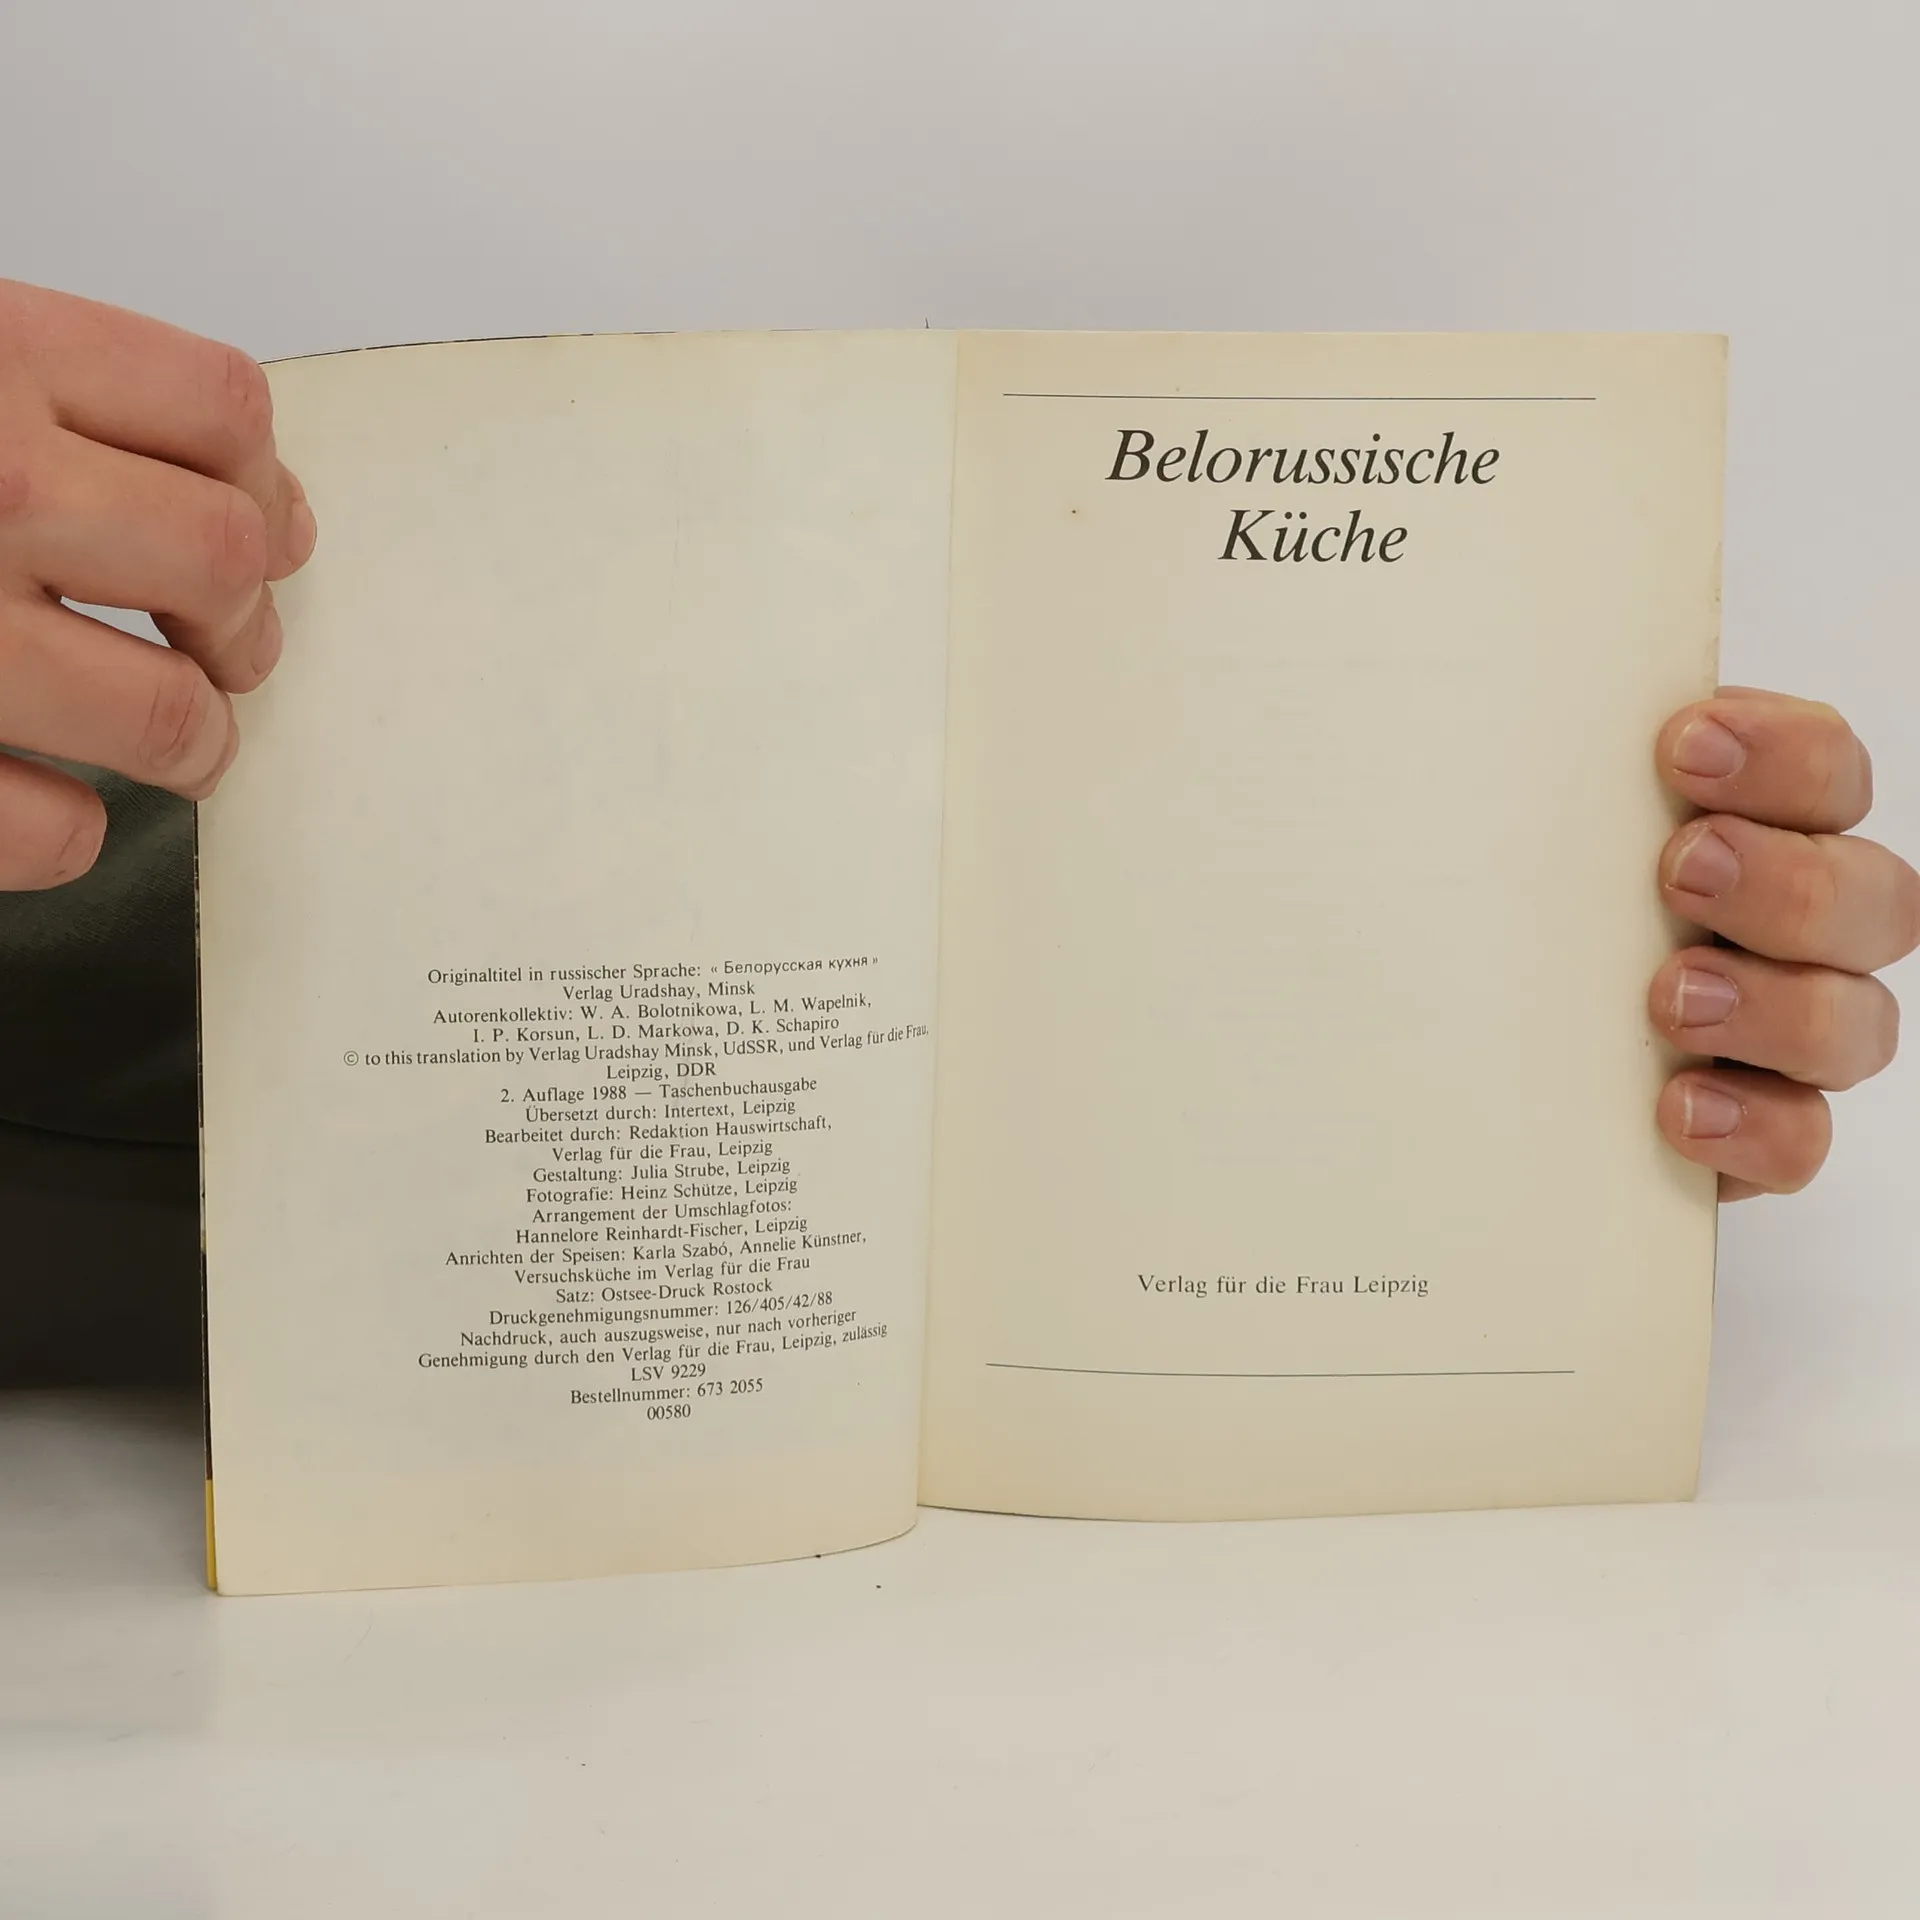 Originaltitel in russischer Sprache: « Белорусская кухня »
Verlag Uradshay, Minsk
Autorenkollektiv: W. A. Bolotnikowa, L. M. Wapelnik,
I. P. Korsun, L. D. Markowa, D. K. Schapiro
© to this translation by Verlag Uradshay Minsk, UdSSR, und Verlag für die Frau,
Leipzig, DDR
2. Auflage 1988 — Taschenbuchausgabe
Übersetzt durch: Intertext, Leipzig
Bearbeitet durch: Redaktion Hauswirtschaft,
Verlag für die Frau, Leipzig
Gestaltung: Julia Strube, Leipzig
Fotografie: Heinz Schütze, Leipzig
Arrangement der Umschlagfotos:
Hannelore Reinhardt-Fischer, Leipzig
Anrichten der Speisen: Karla Szabó, Annelie Künstner,
Versuchsküche im Verlag für die Frau
Satz: Ostsee-Druck Rostock
Druckgenehmigungsnummer: 126/405/42/88
Nachdruck, auch auszugsweise, nur nach vorheriger
Genehmigung durch den Verlag für die Frau, Leipzig, zulässig
LSV 9229
Bestellnummer: 673 2055
00580
Belorussische
Küche
Verlag für die Frau Leipzig